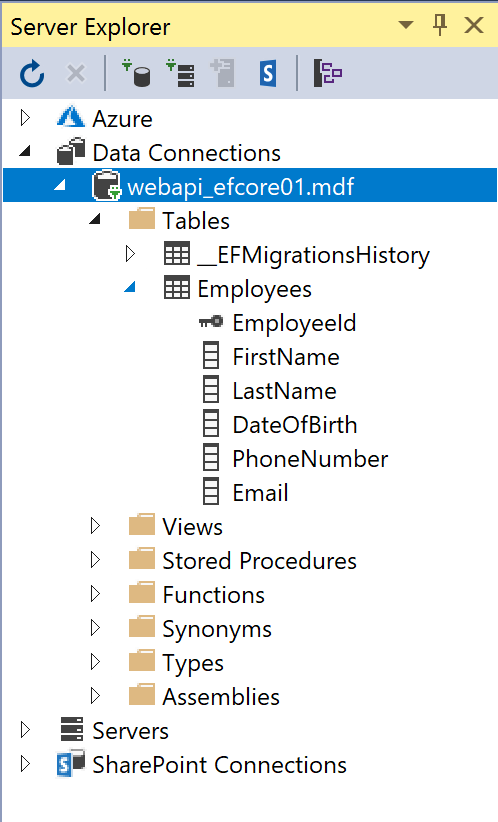 Server Explorer
Azure
Data Connections
webapi_efcore01.mdf
Tables
__EFMigrationsHistory
Employees
EmployeeId
FirstName
LastName
DateOfBirth
PhoneNumber
Email
Views
Stored Procedures
Functions
Synonyms
Types
Assemblies
Servers
SharePoint Connections